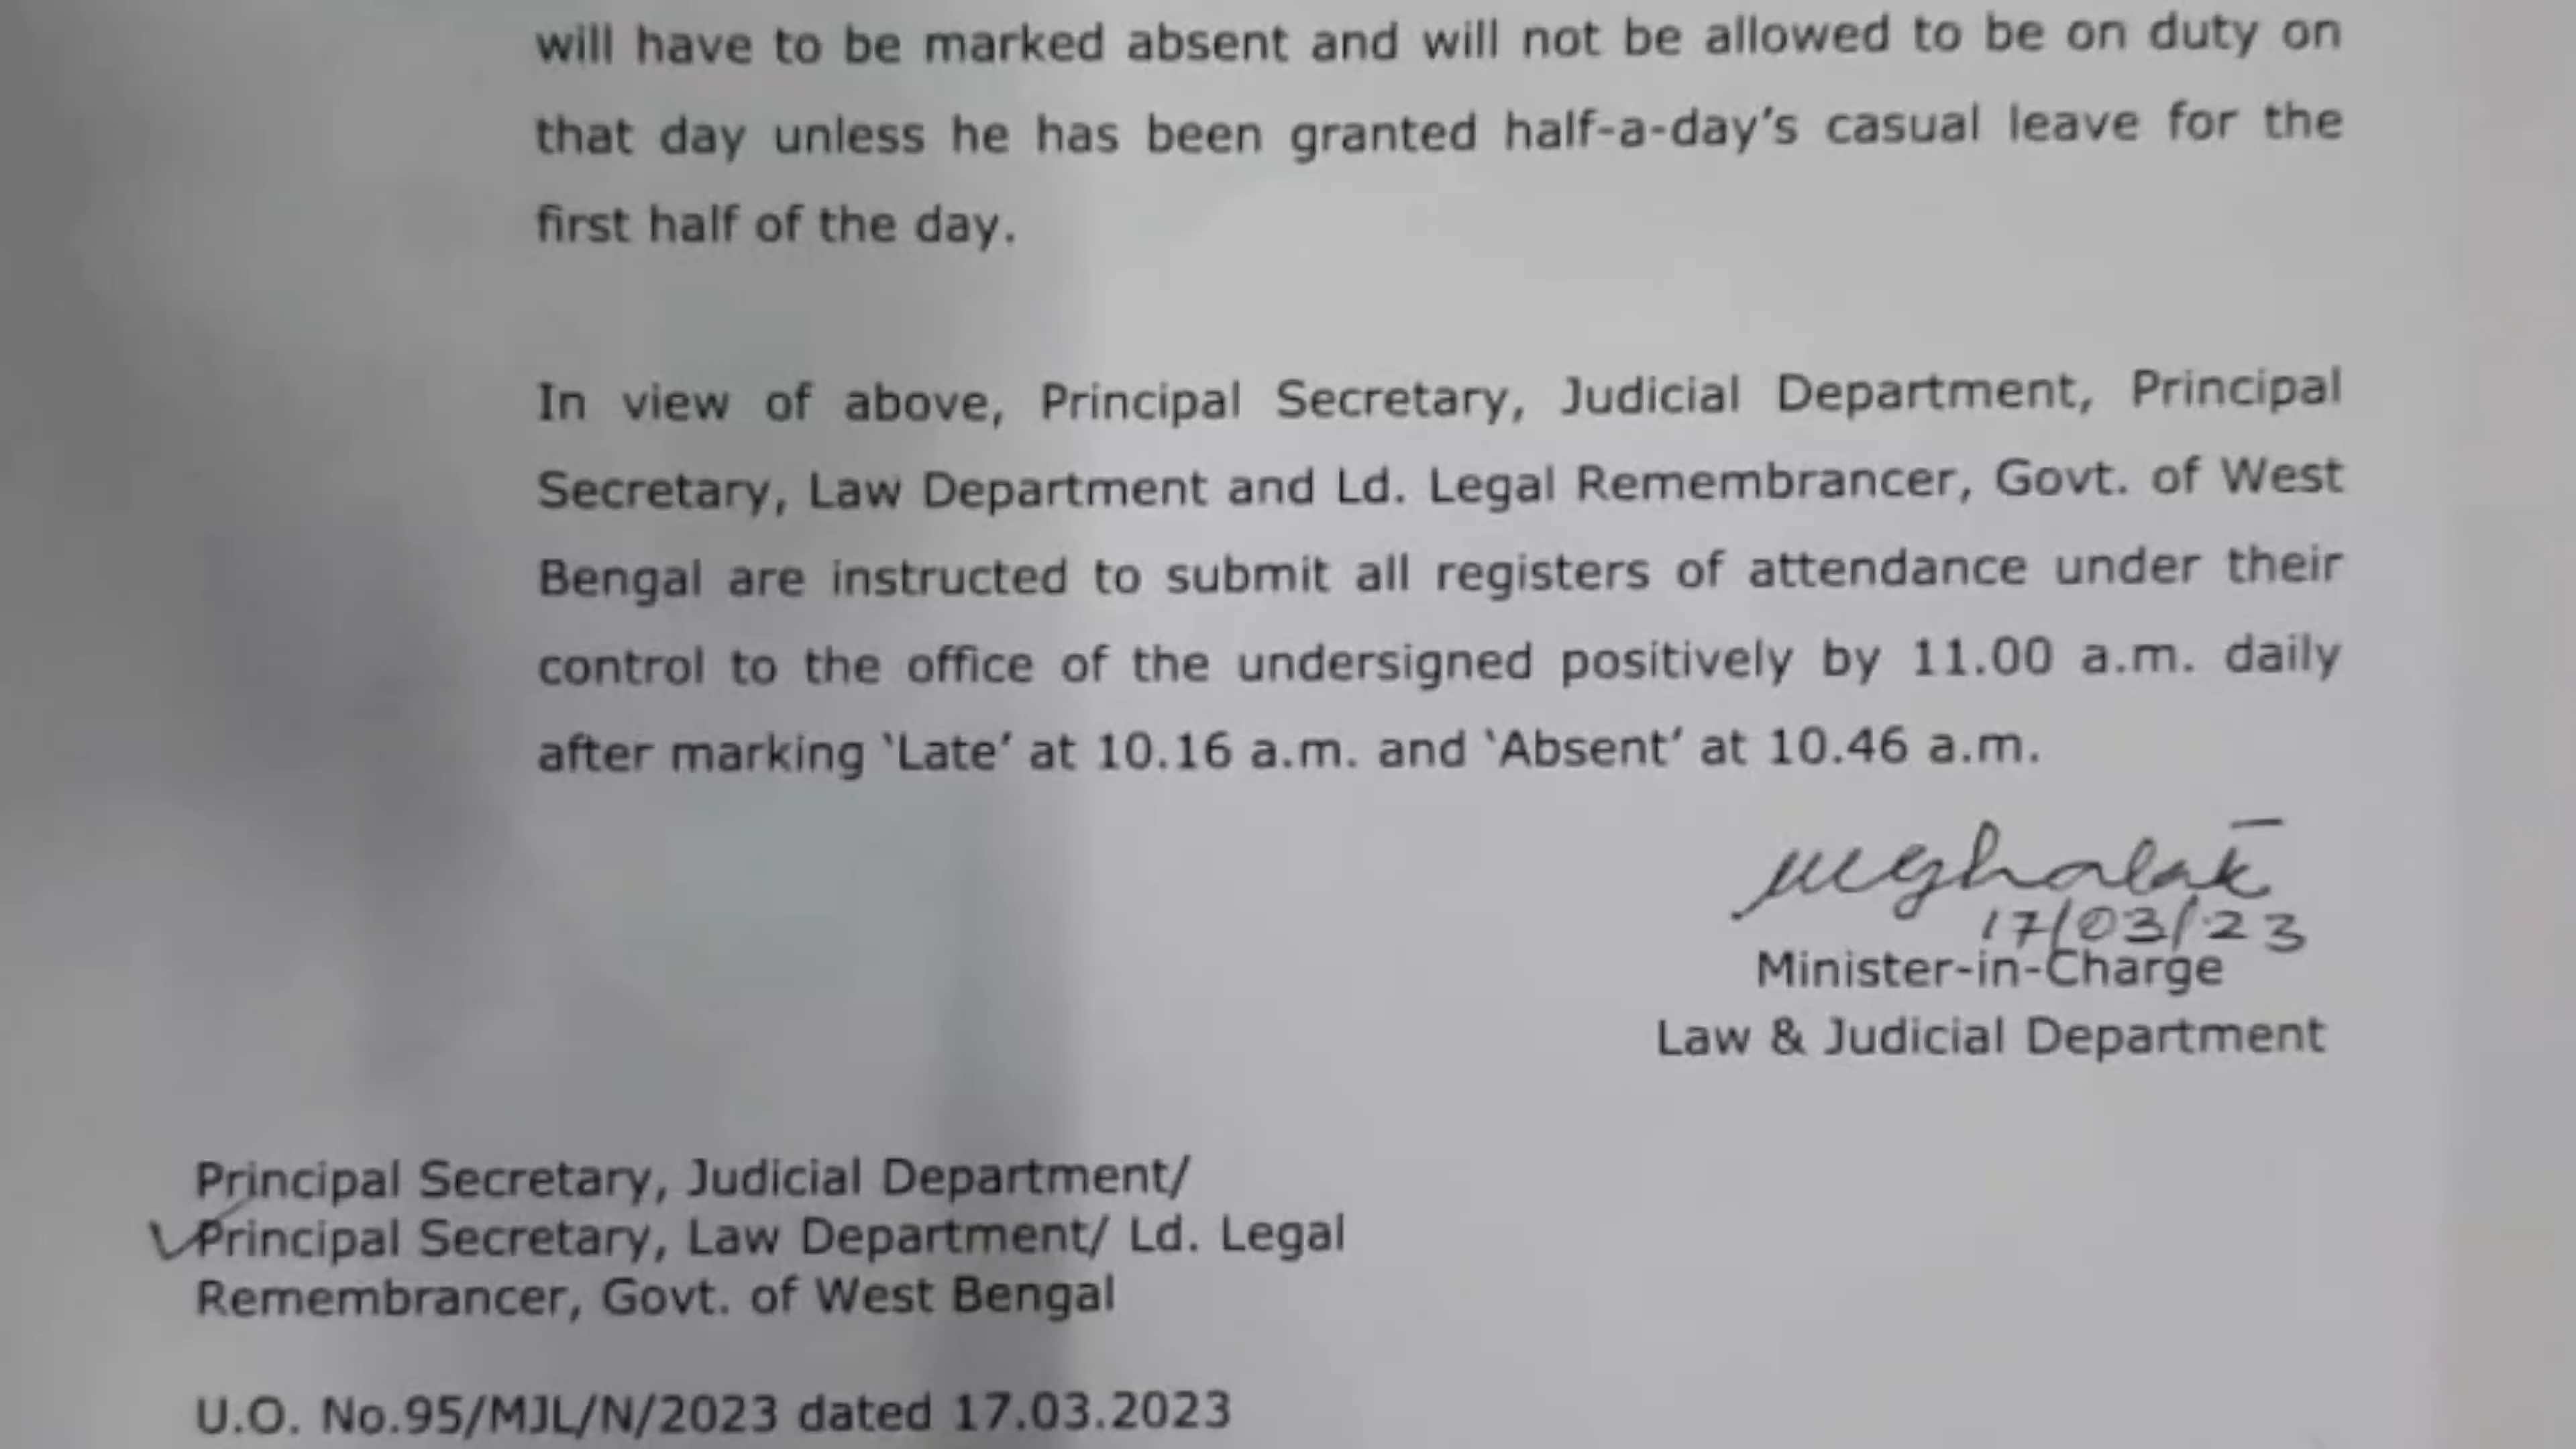 will have to be marked absent and will not be allowed to be on duty on
that day unless he has been granted half-a-day's casual leave for the
first half of the day.
In view of above, Principal Secretary, Judicial Department, Principal
Secretary, Law Department and Ld. Legal Remembrancer, Govt. of West
Bengal are instructed to submit all registers of attendance under their
control to the office of the undersigned positively by 11.00 a.m. daily
after marking 'Late' at 10.16 a.m. and 'Absent' at 10.46 a.m.
17/03/23
Minister-in-Charge
Law & Judicial Department
Principal Secretary, Judicial Department/
Principal Secretary, Law Department/ Ld. Legal
Remembrancer, Govt. of West Bengal
U.O. No.95/MJL/N/2023 dated 17.03.2023